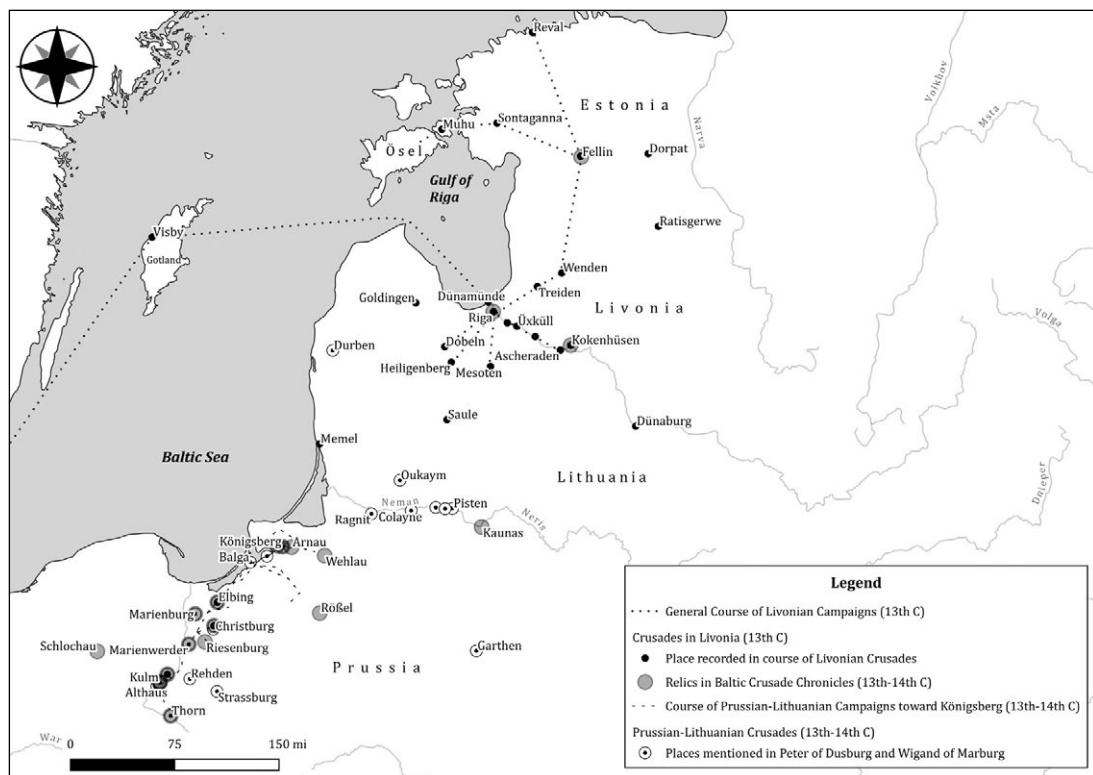 Reval
Estonia
Volkhov
Msta
Narva
Muhu
Sontaganna
Ösel
Fellin
Dorpat
Gulf of
Riga
Visby
Gotland
Ratisgerwe
Wenden
Treiden
Dünamünde
Goldingen
Livonia
Riga
Üxküll
Volga
Durben
Dobeln
Kokenhüsen
Ascheraden
Heiligenberg
Mesoten
Saule
Dünaburg
Memel
Baltic Sea
Oukaym
Lithuania
Dnieper
Neman
Pisten
Ragnit
Colayne
Neris
Kaunas
Königsberg
Arnau
Balga
Wehlau
Elbing
Marienburg
Rößel
Christburg
Schlochau
Marienwerder
Riesenburg
Garthen
Prussia
Kulm
Rehden
Althaus
Strassburg
Thorn
War
0 75 150 mi
Legend
General Course of Livonian Campaigns (13th C)
Crusades in Livonia (13th C)
Place recorded in course of Livonian Crusades
Relics in Baltic Crusade Chronicles (13th-14th C)
Course of Prussian-Lithuanian Campaigns toward Königsberg (13th-14th C)
Prussian-Lithuanian Crusades (13th-14th C)
Places mentioned in Peter of Dusburg and Wigand of Marburg